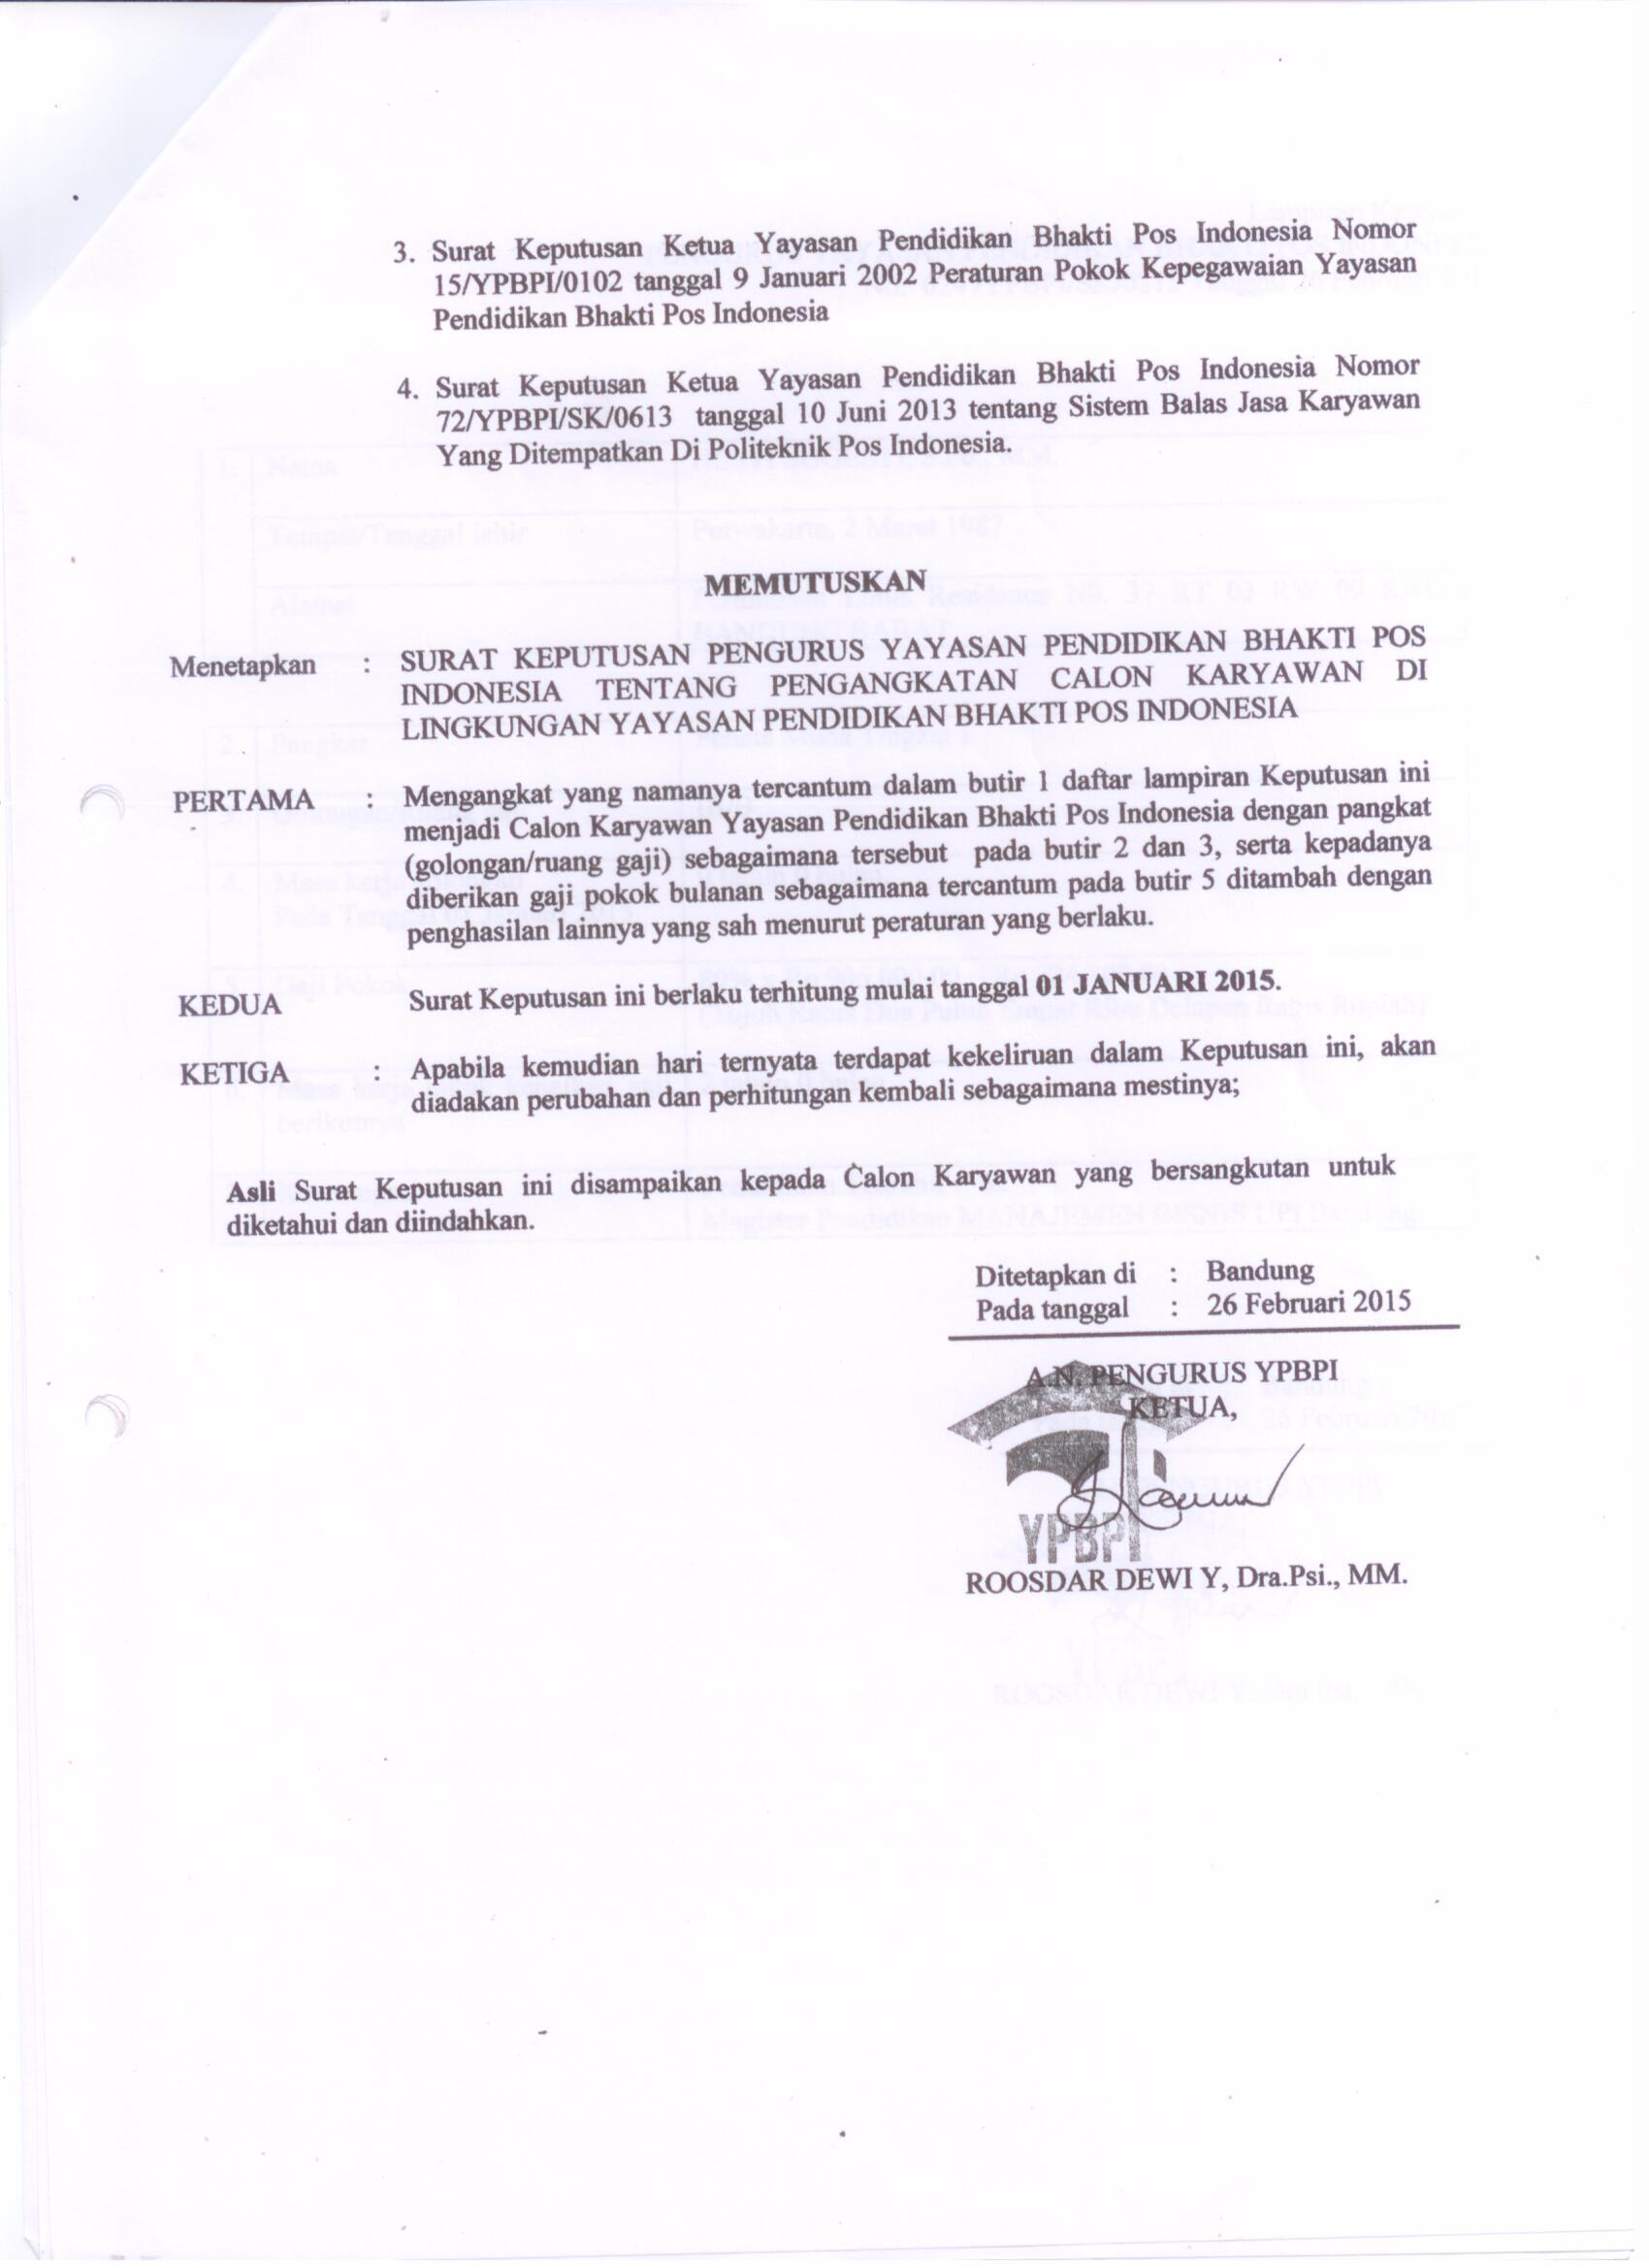 3. Surat Keputusan Ketua Yayasan Pendidikan Bhakti Pos Indonesia Nomor
15/YPBPI/0102 tanggal 9 Januari 2002 Peraturan Pokok Kepegawaian Yayasan
Pendidikan Bhakti Pos Indonesia
4. Surat Keputusan Ketua Yayasan Pendidikan Bhakti Pos Indonesia Nomor
72/YPBPI/SK/0613 tanggal 10 Juni 2013 tentang Sistem Balas Jasa Karyawan
Yang Ditempatkan Di Politeknik Pos Indonesia.
MEMUTUSKAN
Menetapkan : SURAT KEPUTUSAN PENGURUS YAYASAN PENDIDIKAN BHAKTI POS
INDONESIA TENTANG PENGANGKATAN CALON KARYAWAN DI
LINGKUNGAN YAYASAN PENDIDIKAN BHAKTI POS INDONESIA
PERTAMA : Mengangkat yang namanya tercantum dalam butir 1 daftar lampiran Keputusan ini
menjadi Calon Karyawan Yayasan Pendidikan Bhakti Pos Indonesia dengan pangkat
(golongan/ruang gaji) sebagaimana tersebut pada butir 2 dan 3, serta kepadanya
diberikan gaji pokok bulanan sebagaimana tercantum pada butir 5 ditambah dengan
penghasilan lainnya yang sah menurut peraturan yang berlaku.
KEDUA Surat Keputusan ini berlaku terhitung mulai tanggal 01 JANUARI 2015.
KETIGA : Apabila kemudian hari ternyata terdapat kekeliruan dalam Keputusan ini, akan
diadakan perubahan dan perhitungan kembali sebagaimana mestinya;
Asli Surat Keputusan ini disampaikan kepada Calon Karyawan yang bersangkutan untuk
diketahui dan diindahkan.
Ditetapkan di : Bandung
Pada tanggal : 26 Februari 2015
A.N. PENGURUS YPBPI
KETUA,
YPBPI
ROOSDAR DEWI Y, Dra.Psi., MM.